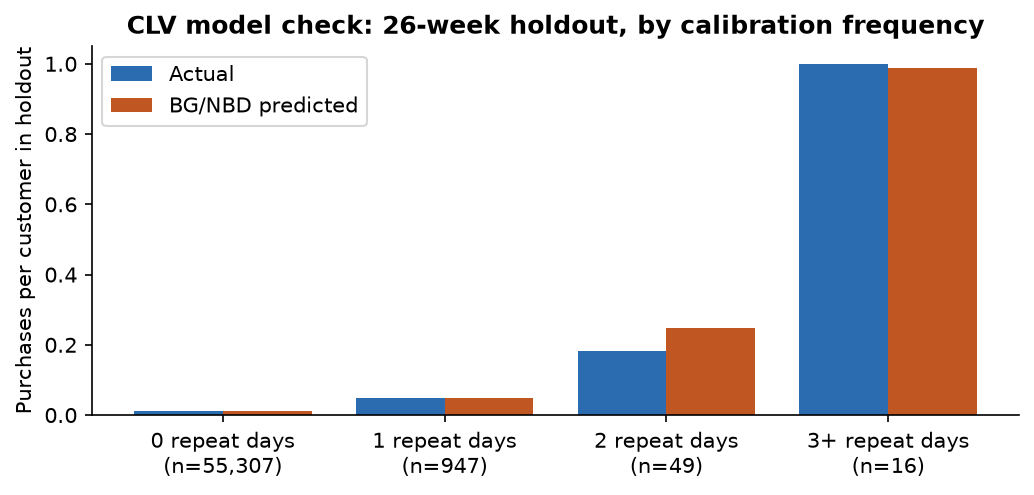 CLV model check: 26-week holdout, by calibration frequency
Purchases per customer in holdout
1.0
0.8
0.6
0.4
0.2
0.0
Actual
BG/NBD predicted
0 repeat days
(n=55,307)
1 repeat days
(n=947)
2 repeat days
(n=49)
3+ repeat days
(n=16)